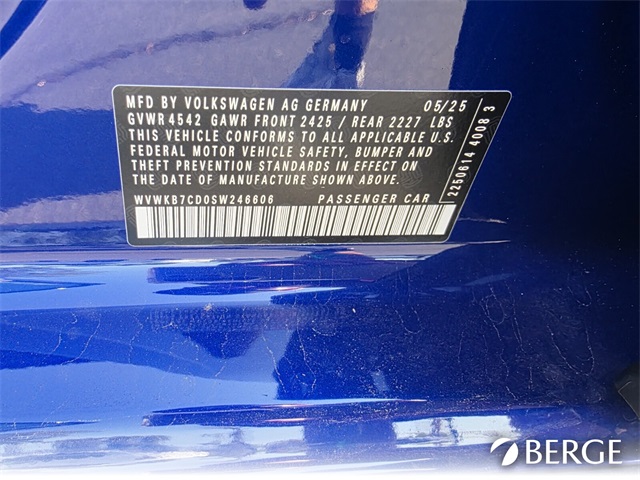 MFD BY VOLKSWAGEN AG GERMANY 05/25
GVWR 4542 GAWR FRONT 2425 / REAR 2227 LBS
THIS VEHICLE CONFORMS TO ALL APPLICABLE U.S.
FEDERAL MOTOR VEHICLE SAFETY, BUMPER AND
THEFT PREVENTION STANDARDS IN EFFECT ON
THE DATE OF MANUFACTURE SHOWN ABOVE.
WVWKB7CD0SW246606 PASSENGER CAR
2250614 4008 3
BERGE